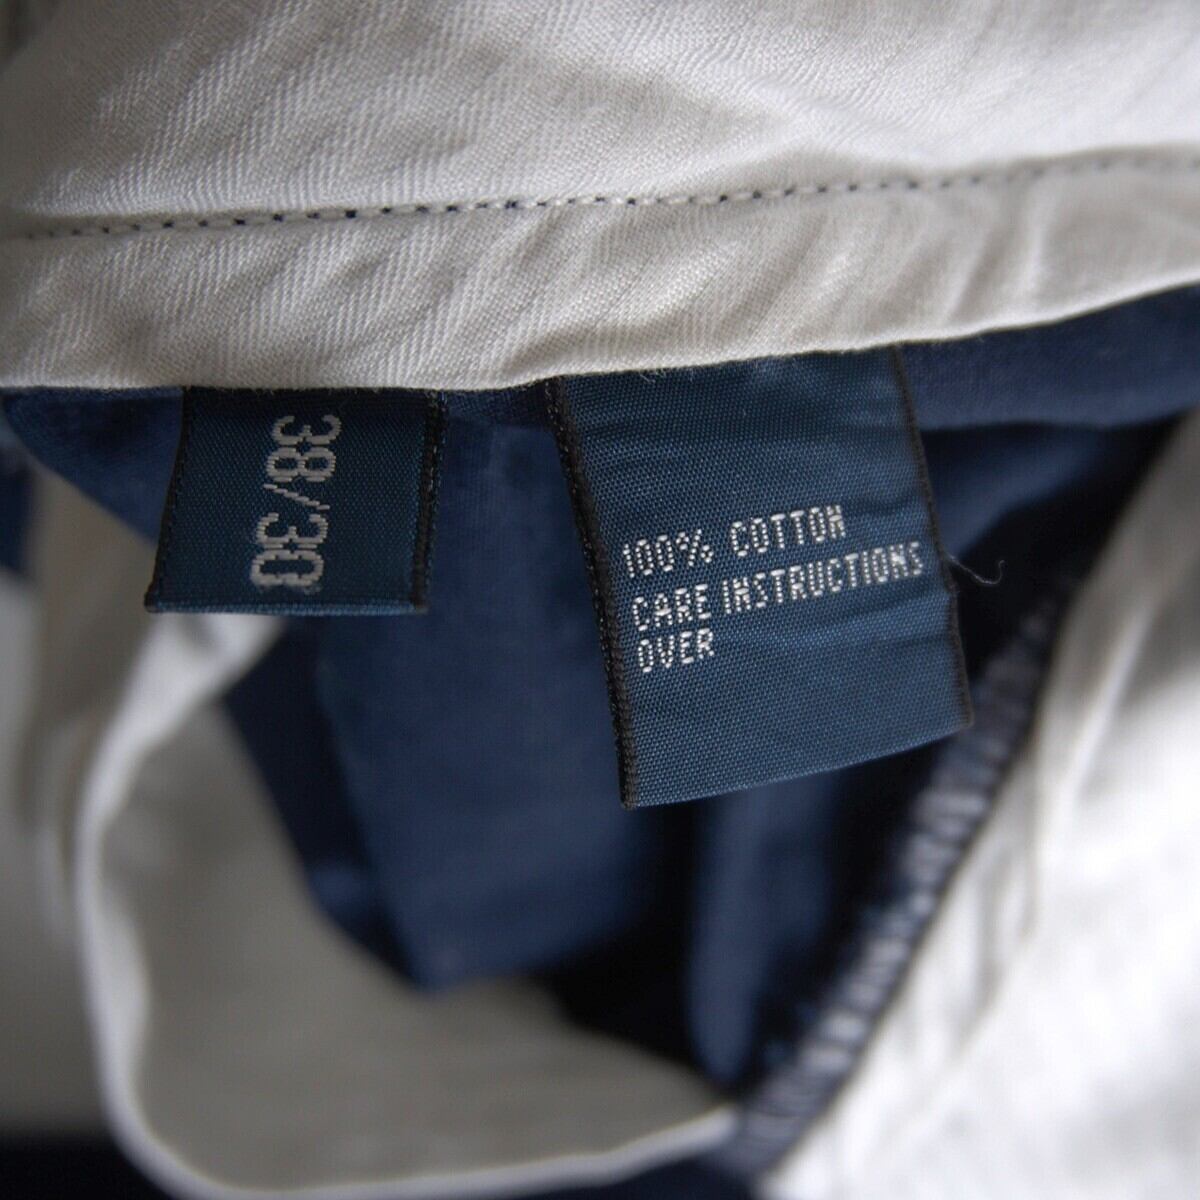 38/30
100% COTTON
CARE INSTRUCTIONS
OVER